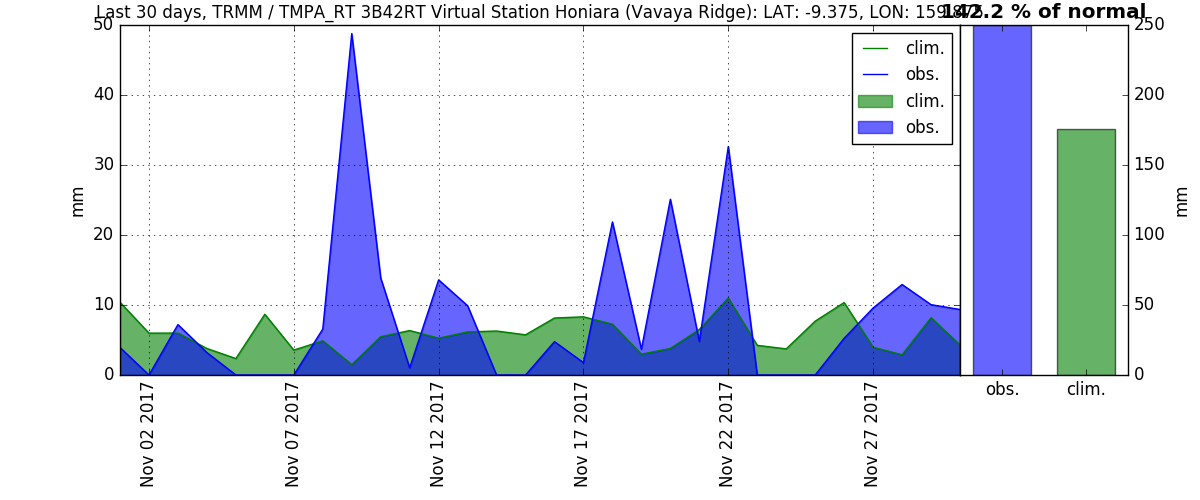 Last 30 days, TRMM / TMPA_RT 3B42RT Virtual Station Honiara (Vavaya Ridge): LAT: -9.375, LON:
142.2 % of normal
50
40
30
20
10
0
mm
clim.
obs.
clim.
obs.
250
200
150
100
50
0
mm
obs.
clim.
Nov 02 2017
Nov 07 2017
Nov 12 2017
Nov 17 2017
Nov 22 2017
Nov 27 2017